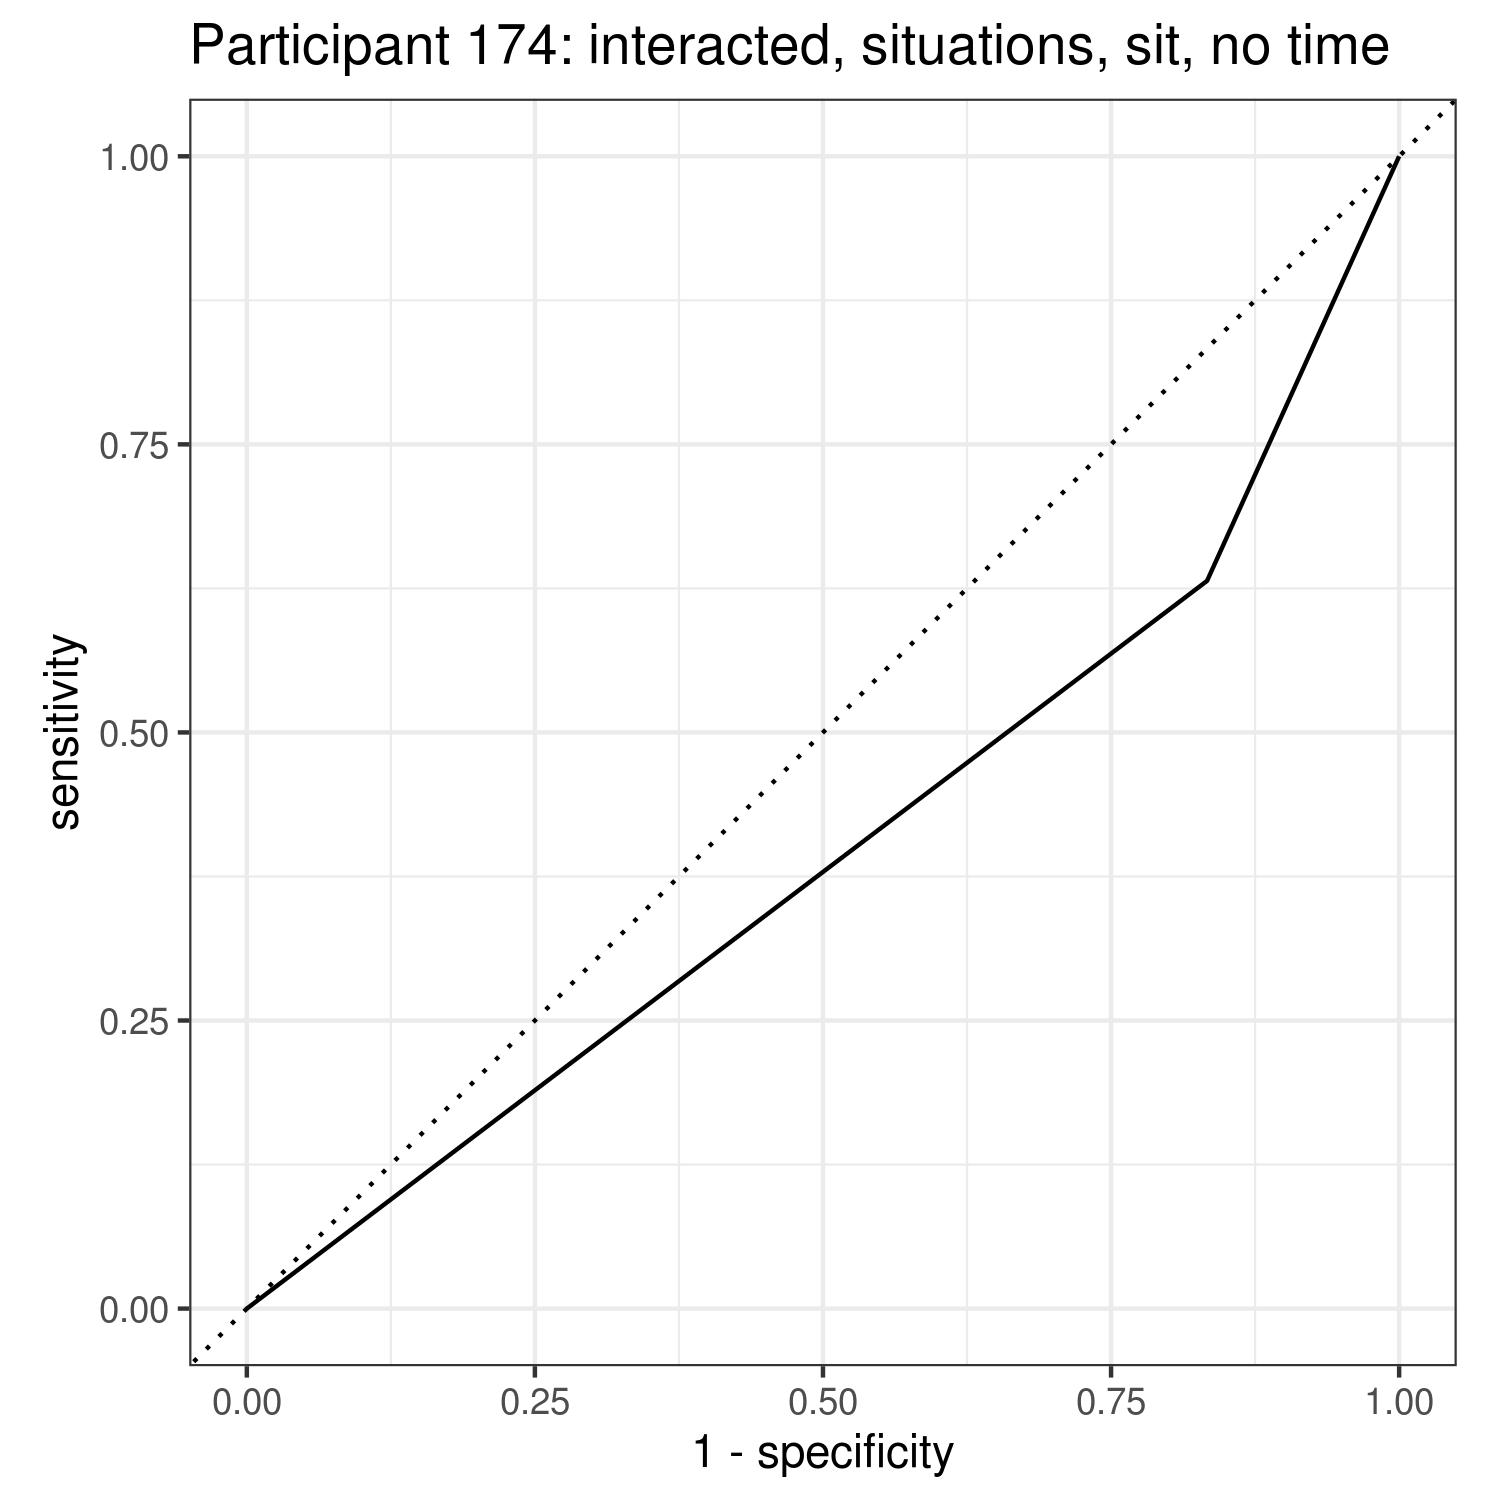 Participant 174: interacted, situations, sit, no time
1.00
0.75
0.50
0.25
0.00
sensitivity
0.00 0.25 0.50 0.75 1.00
1 - specificity